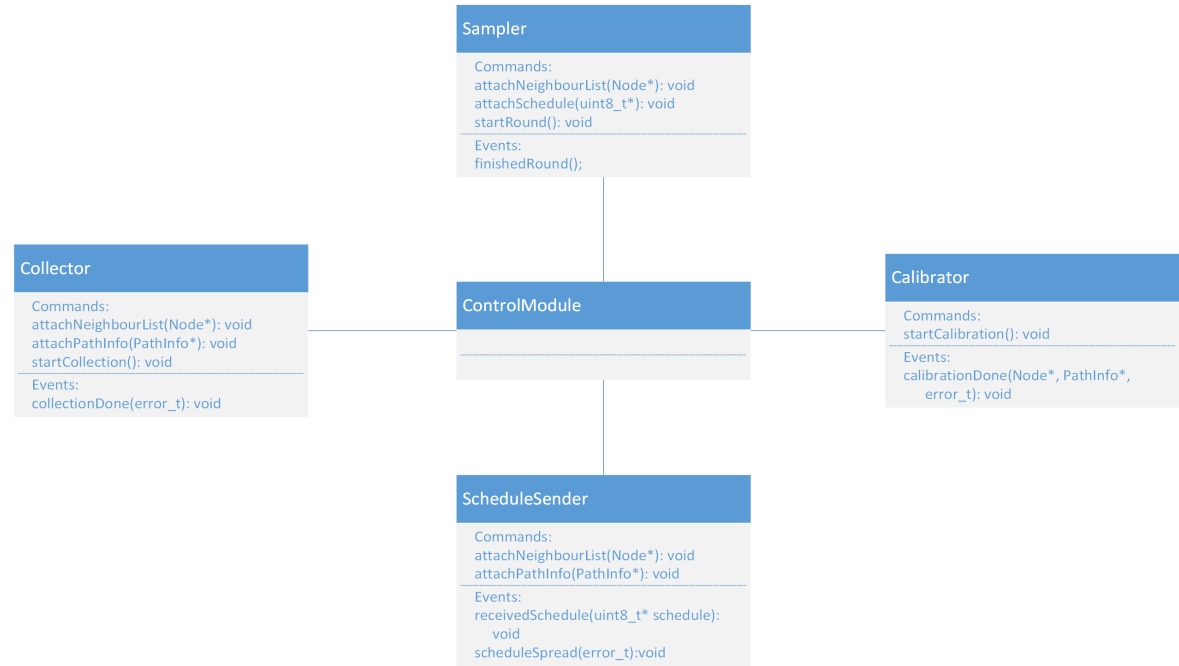 Sampler
Commands:
attachNeighbourList(Node*): void
attachSchedule(uint8_t*): void
startRound(): void
Events:
finishedRound();
Collector
Commands:
attachNeighbourList(Node*): void
attachPathInfo(PathInfo*): void
startCollection(): void
Events:
collectionDone(error_t): void
ControlModule
Calibrator
Commands:
startCalibration(): void
Events:
calibrationDone(Node*, PathInfo*,
error_t): void
ScheduleSender
Commands:
attachNeighbourList(Node*): void
attachPathInfo(PathInfo*): void
Events:
receivedSchedule(uint8_t* schedule):
void
scheduleSpread(error_t):void